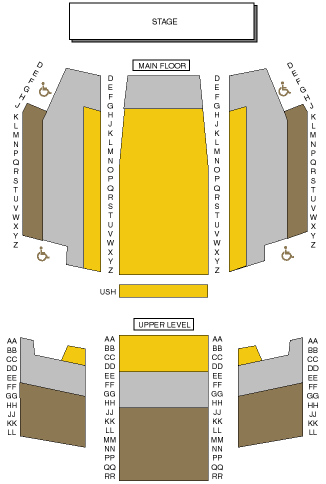 STAGE
MAIN FLOOR
D
E
F
G
H
J
K
L
M
N
P
Q
R
S
T
U
V
W
X
Y
Z
D
E
F
G
H
J
K
L
M
N
O
P
Q
R
S
T
U
V
W
X
Y
Z
D
E
F
G
H
J
K
L
M
N
O
P
Q
R
S
T
U
V
W
X
Y
Z
D
E
F
G
H
J
K
L
M
N
P
Q
R
S
T
U
V
W
X
Y
Z
USH
UPPER LEVEL
AA
BB
CC
DD
EE
FF
GG
HH
JJ
KK
LL
AA
BB
CC
DD
EE
FF
GG
HH
JJ
KK
LL
MM
NN
PP
QQ
RR
AA
BB
CC
DD
EE
FF
GG
HH
JJ
KK
LL
MM
NN
PP
QQ
RR
AA
BB
CC
DD
EE
FF
GG
HH
JJ
KK
LL